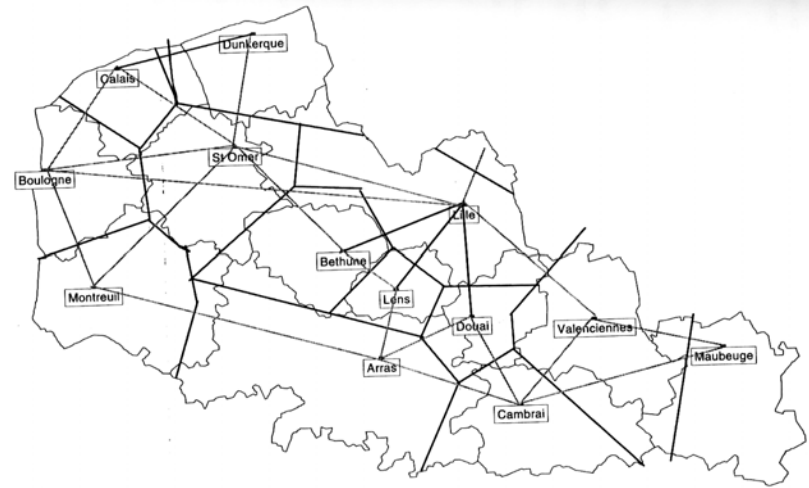 Dunkerque
Calais
St Omer
Boulogne
Lille
Bethune
Montreuil
Lens
Douai
Valenciennes
Maubeuge
Arras
Cambrai